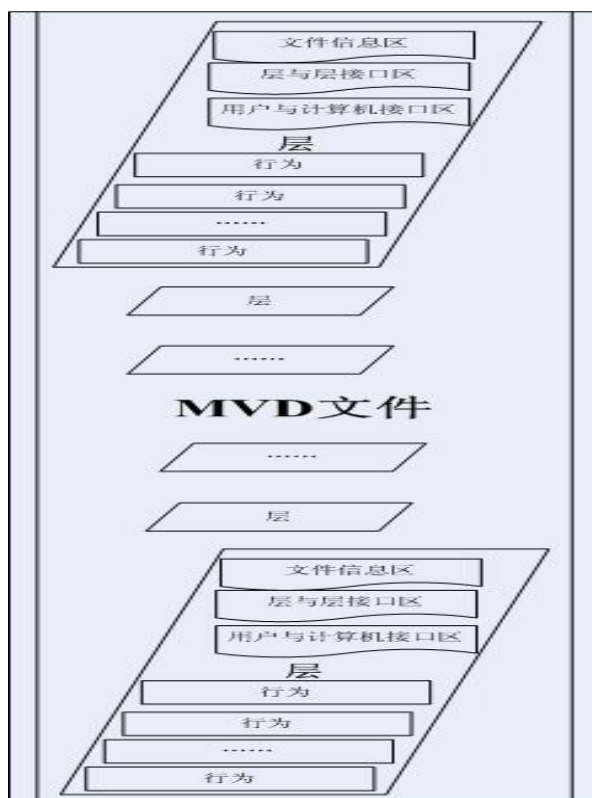 文件信息区
层与层接口区
用户与计算机接口区
层
行为
行为
……
行为
层
……
MVD文件
……
层
文件信息区
层与层接口区
用户与计算机接口区
层
行为
行为
……
行为